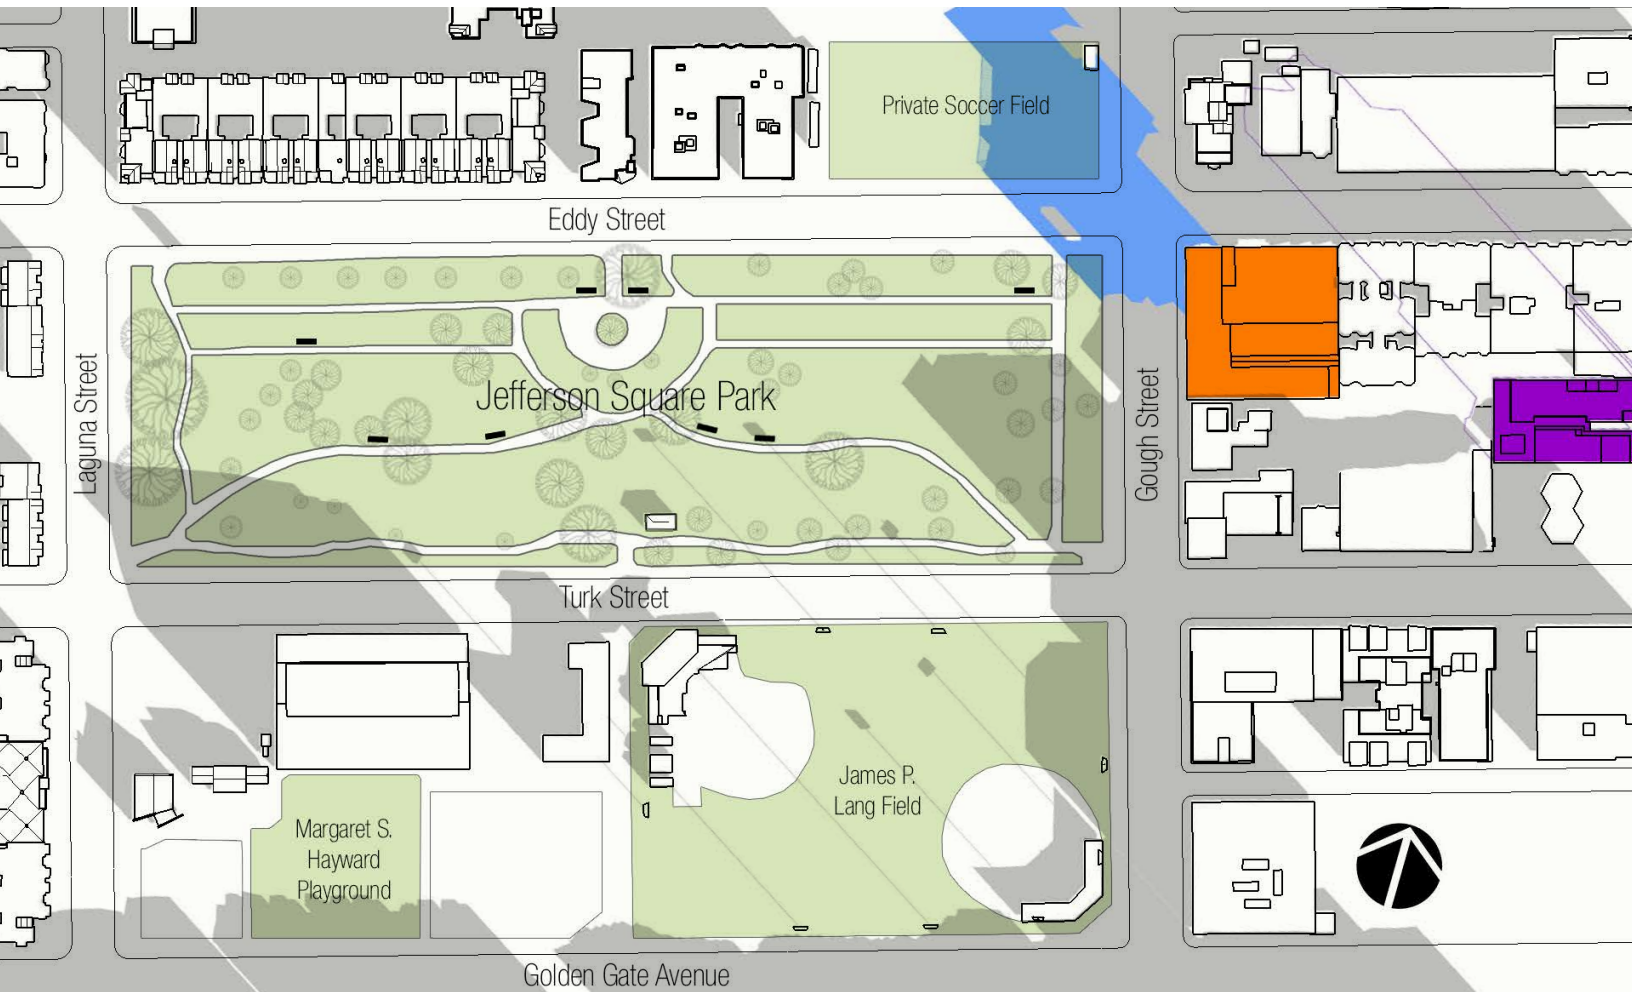 Private Soccer Field
Eddy Street
Laguna Street
Jefferson Square Park
Gough Street
Turk Street
James P.
Lang Field
Margaret S.
Hayward
Playground
Golden Gate Avenue